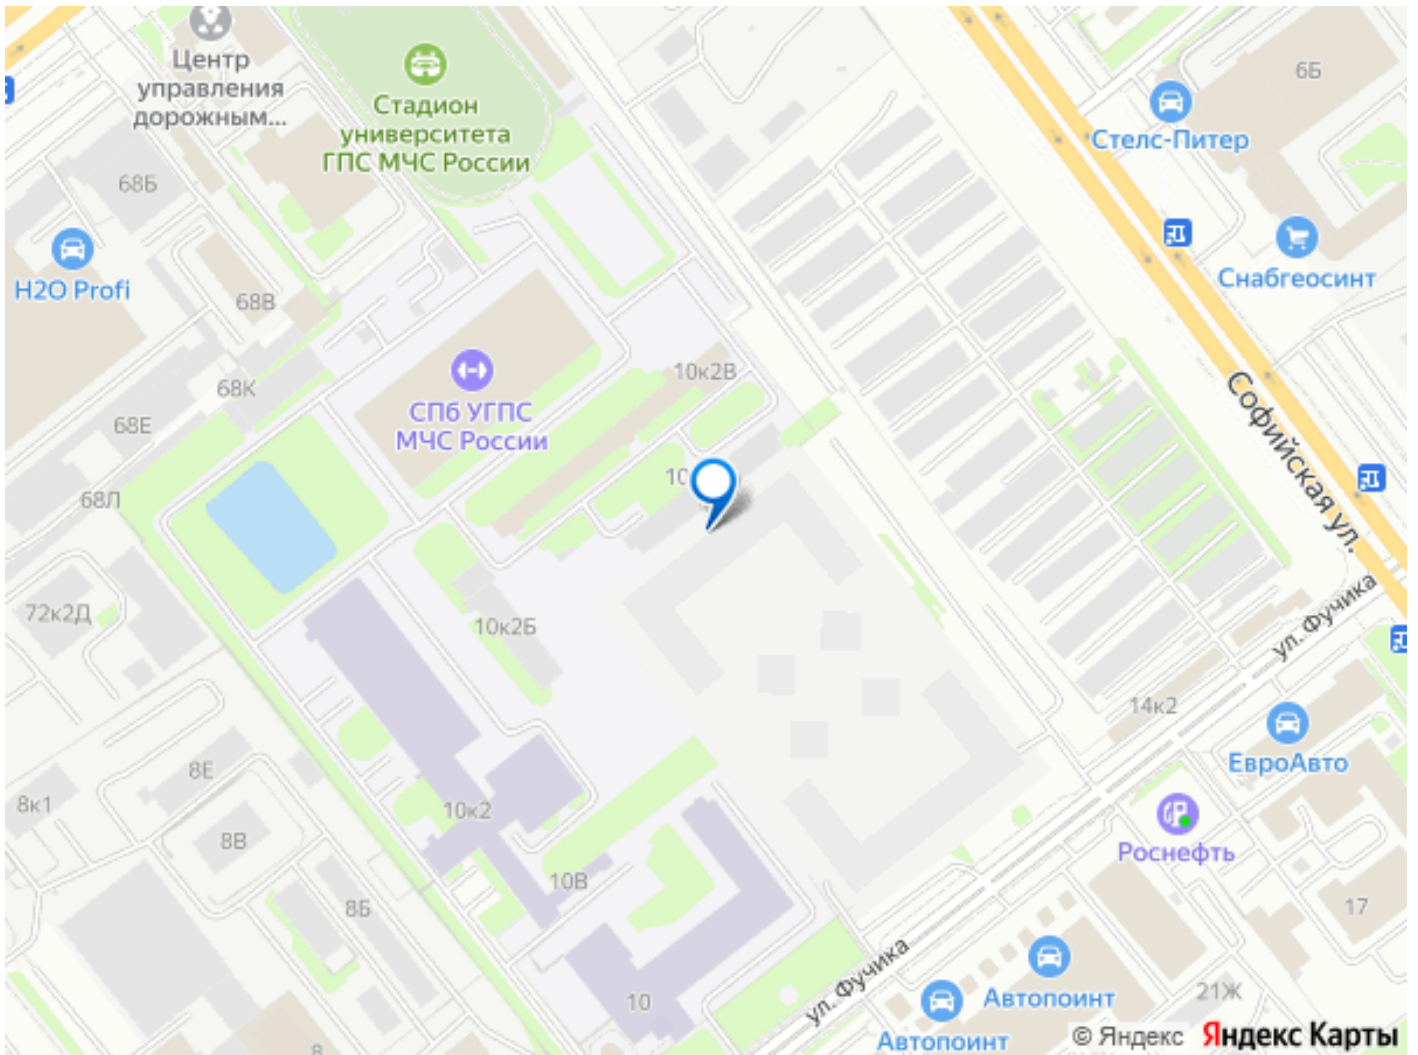 Центр
управления
дорожным...
Стадион
университета
ГПС МЧС России
6Б
Стелс-Питер
68Б
Снабгеосинт
H2O Profi
68В
10к2В
68К
СПб УГПС
МЧС России
68Е
Софийская ул.
68Л
10
72к2Д
10к2Б
ул. Фучика
14к2
ЕвроАвто
8Е
8к1
10к2
8В
Роснефть
10В
8Б
17
ул. Фучика
10
Автопоинт
21Ж
Автопоинт
8
© Яндекс Яндекс Карты